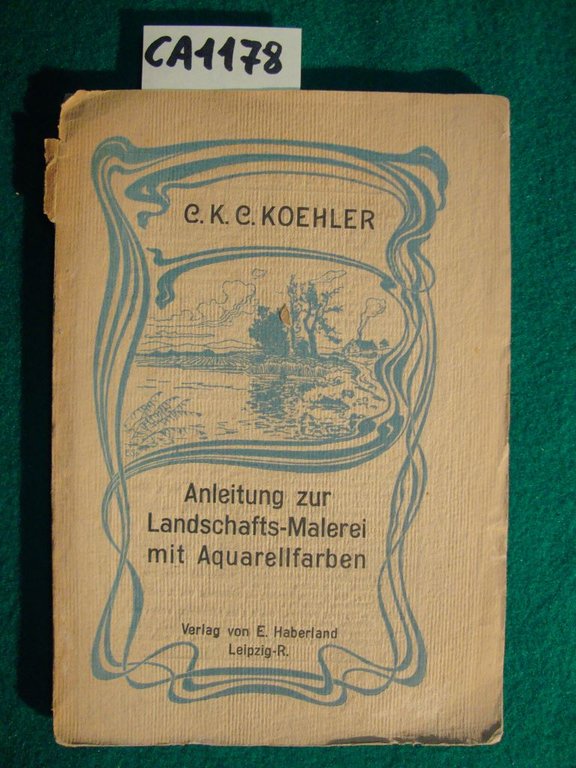 CA1178
C. K. C. KOEHLER
Anleitung zur
Landschafts-Malerei
mit Aquarellfarben
Verlag von E. Haberland
Leipzig-R.